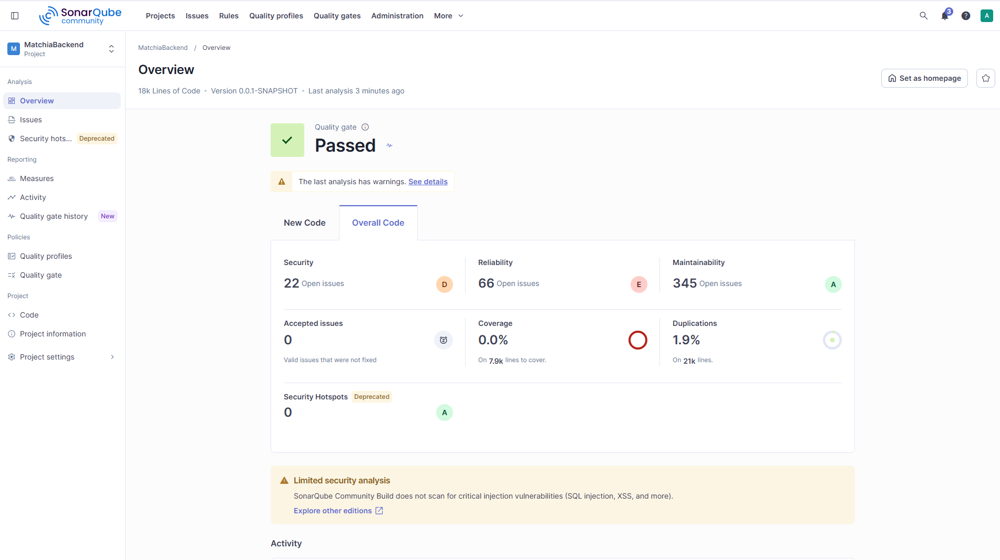 SonarQube community
Projects Issues Rules Quality profiles Quality gates Administration More
3
?
A
M
MatchiaBackend
Project
Analysis
Overview
Issues
Security hots... Deprecated
Reporting
Measures
Activity
Quality gate history New
Policies
Quality profiles
Quality gate
Project
Code
Project information
Project settings
MatchiaBackend / Overview
Overview
18k Lines of Code • Version 0.0.1-SNAPSHOT • Last analysis 3 minutes ago
Set as homepage
Quality gate
Passed
The last analysis has warnings. See details
New Code
Overall Code
Security
22 Open issues
D
Reliability
66 Open issues
E
Maintainability
345 Open issues
A
Accepted issues
0
Valid issues that were not fixed
Coverage
0.0%
On 7.9k lines to cover.
Duplications
1.9%
On 21k lines.
Security Hotspots Deprecated
0
A
Limited security analysis
SonarQube Community Build does not scan for critical injection vulnerabilities (SQL injection, XSS, and more).
Explore other editions
Activity